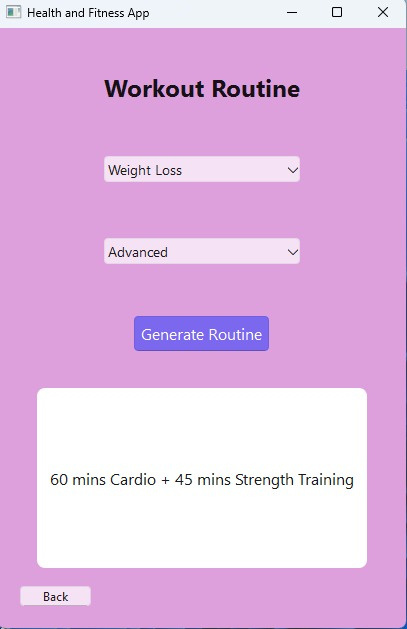 Health and Fitness App
Workout Routine
Weight Loss
Advanced
Generate Routine
60 mins Cardio + 45 mins Strength Training
Back